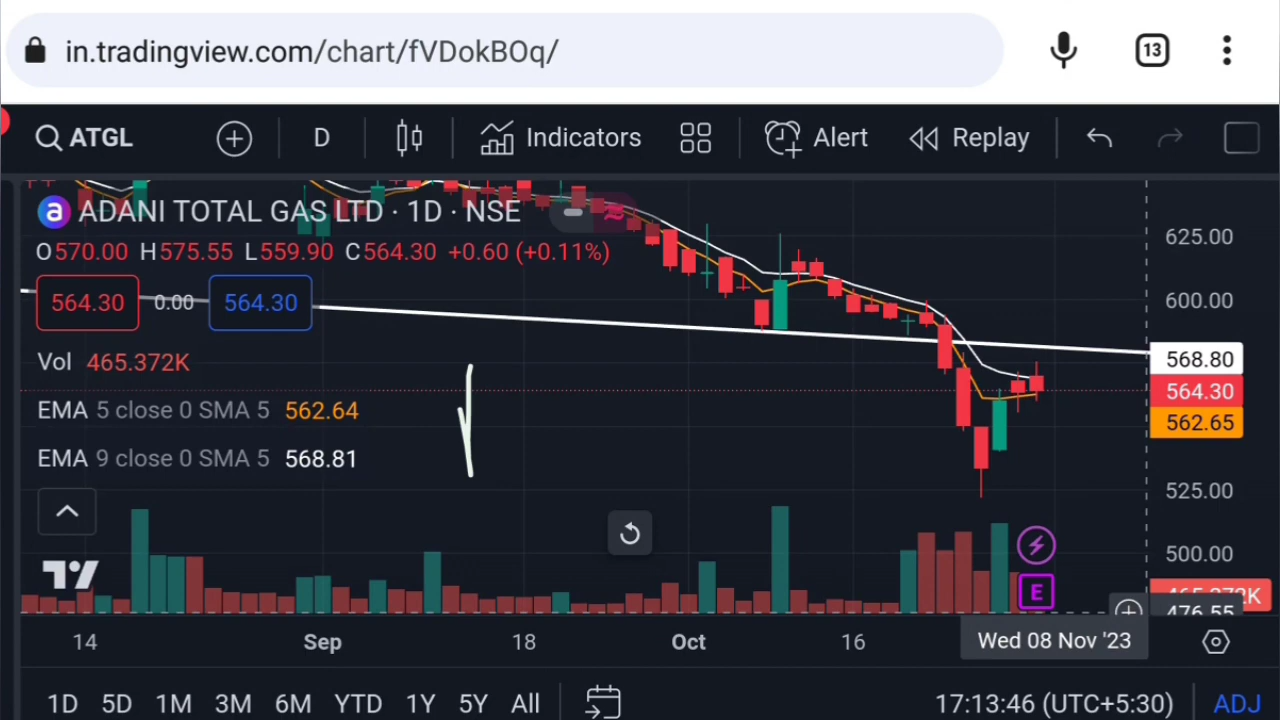 in.tradingview.com/chart/fVDokBOq/
13
ATGL
D
Indicators
Alert
Replay
a ADANI TOTAL GAS LTD · 1D · NSE
O570.00 H575.55 L559.90 C564.30 +0.60 (+0.11%)
564.30 0.00 564.30
Vol 465.372K
EMA 5 close 0 SMA 5 562.64
EMA 9 close 0 SMA 5 568.81
625.00
600.00
568.80
564.30
562.65
525.00
500.00
465.372K
476.55
E
14 Sep 18 Oct 16 Wed 08 Nov '23
1D 5D 1M 3M 6M YTD 1Y 5Y All 17:13:46 (UTC+5:30) ADJ